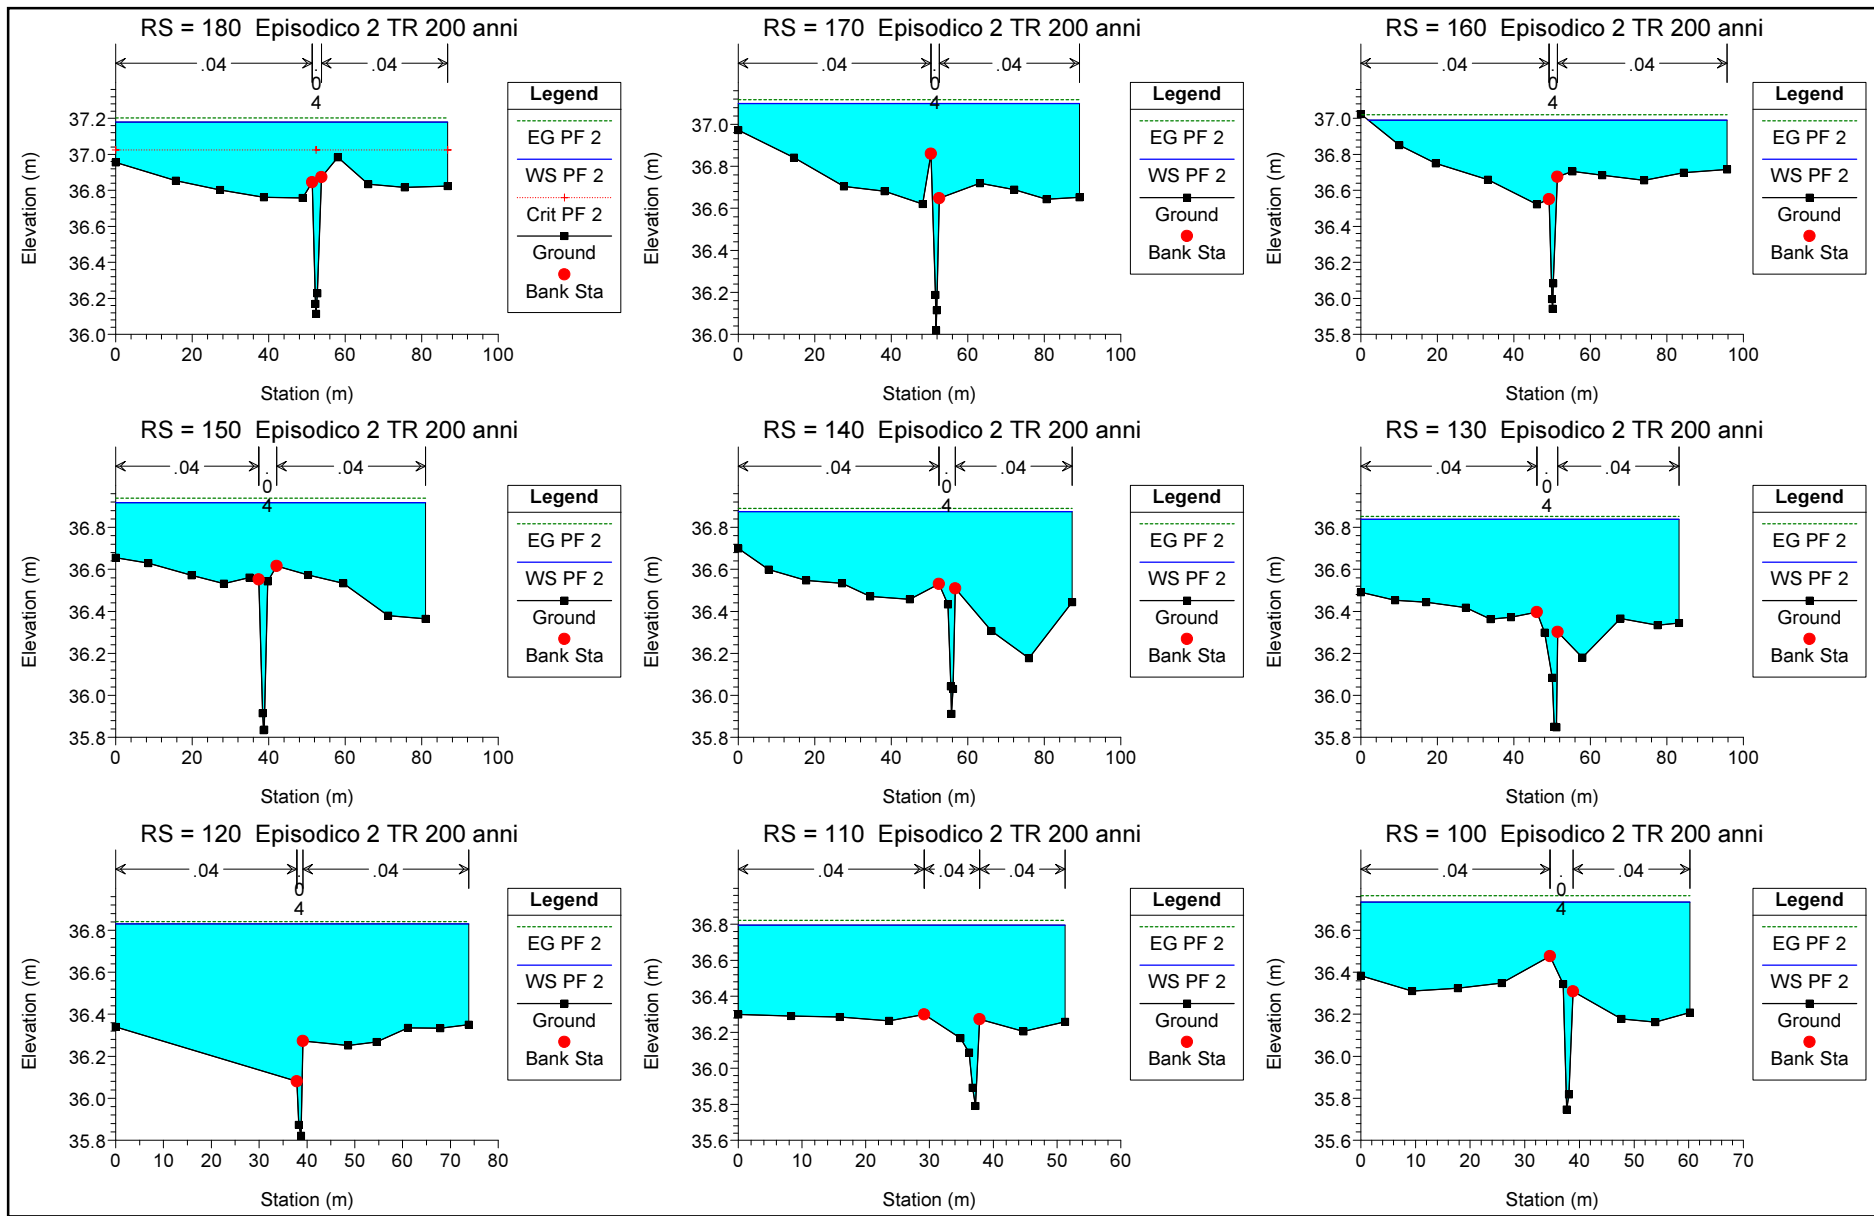 RS = 180 Episodico 2 TR 200 anni
.04
.04
.04
Legend
EG PF 2
WS PF 2
Crit PF 2
Ground
Bank Sta
Elevation (m)
37.2
37.0
36.8
36.6
36.4
36.2
36.0
0 20 40 60 80 100
Station (m)
RS = 170 Episodico 2 TR 200 anni
.04
.04
.04
Legend
EG PF 2
WS PF 2
Ground
Bank Sta
Elevation (m)
37.0
36.8
36.6
36.4
36.2
36.0
0 20 40 60 80 100
Station (m)
RS = 160 Episodico 2 TR 200 anni
.04
.04
.04
Legend
EG PF 2
WS PF 2
Ground
Bank Sta
Elevation (m)
37.0
36.8
36.6
36.4
36.2
36.0
35.8
0 20 40 60 80 100
Station (m)
RS = 150 Episodico 2 TR 200 anni
.04
.04
.04
Legend
EG PF 2
WS PF 2
Ground
Bank Sta
Elevation (m)
36.8
36.6
36.4
36.2
36.0
35.8
0 20 40 60 80 100
Station (m)
RS = 140 Episodico 2 TR 200 anni
.04
.04
.04
Legend
EG PF 2
WS PF 2
Ground
Bank Sta
Elevation (m)
36.8
36.6
36.4
36.2
36.0
35.8
0 20 40 60 80 100
Station (m)
RS = 130 Episodico 2 TR 200 anni
.04
.04
.04
Legend
EG PF 2
WS PF 2
Ground
Bank Sta
Elevation (m)
36.8
36.6
36.4
36.2
36.0
35.8
0 20 40 60 80 100
Station (m)
RS = 120 Episodico 2 TR 200 anni
.04
.04
.04
Legend
EG PF 2
WS PF 2
Ground
Bank Sta
Elevation (m)
36.8
36.6
36.4
36.2
36.0
35.8
0 10 20 30 40 50 60 70 80
Station (m)
RS = 110 Episodico 2 TR 200 anni
.04
.04
.04
Legend
EG PF 2
WS PF 2
Ground
Bank Sta
Elevation (m)
36.8
36.6
36.4
36.2
36.0
35.8
35.6
0 10 20 30 40 50 60
Station (m)
RS = 100 Episodico 2 TR 200 anni
.04
.04
.04
Legend
EG PF 2
WS PF 2
Ground
Bank Sta
Elevation (m)
36.6
36.4
36.2
36.0
35.8
35.6
0 10 20 30 40 50 60 70
Station (m)